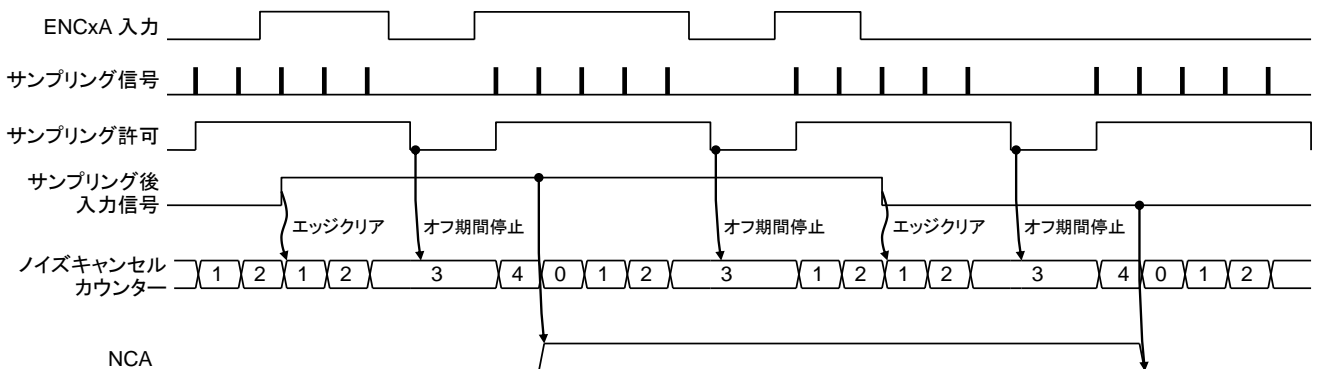 ENCxA 入力
サンプリング信号
サンプリング許可
サンプリング後
入力信号
エッジクリア
オフ期間停止
オフ期間停止
エッジクリア
オフ期間停止
ノイズキャンセル
カウンター
1 2 1 2 3 4 0 1 2 3 1 2 1 2 3 4 0 1 2
NCA